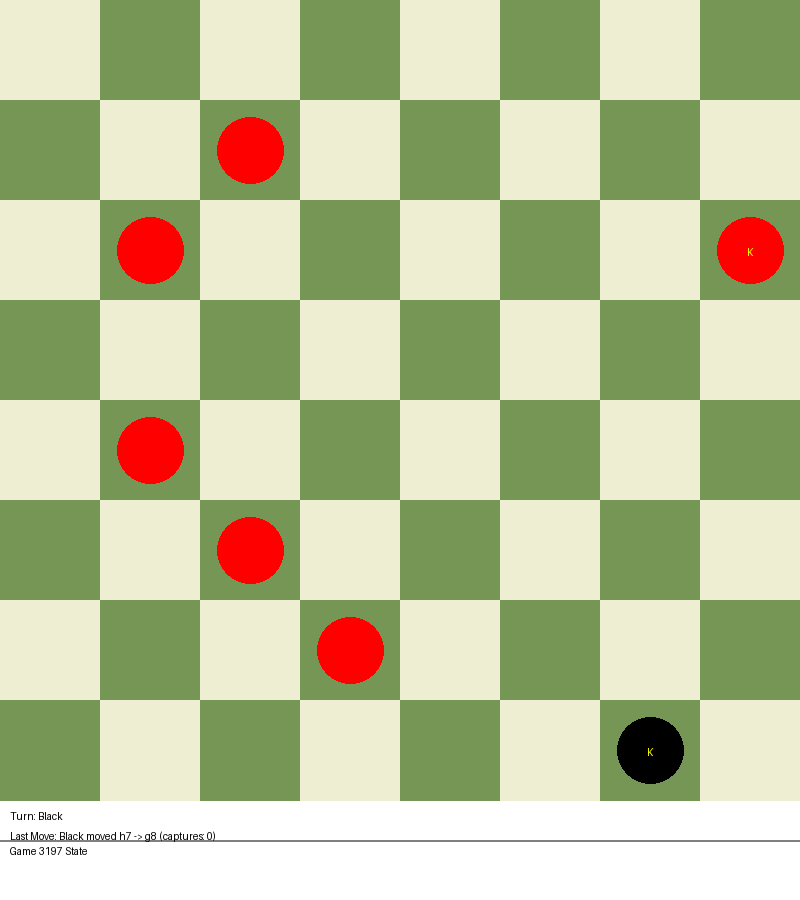 K
K
Turn: Black
Last Move: Black moved h7 -> g8 (captures: 0)
Game 3197 State